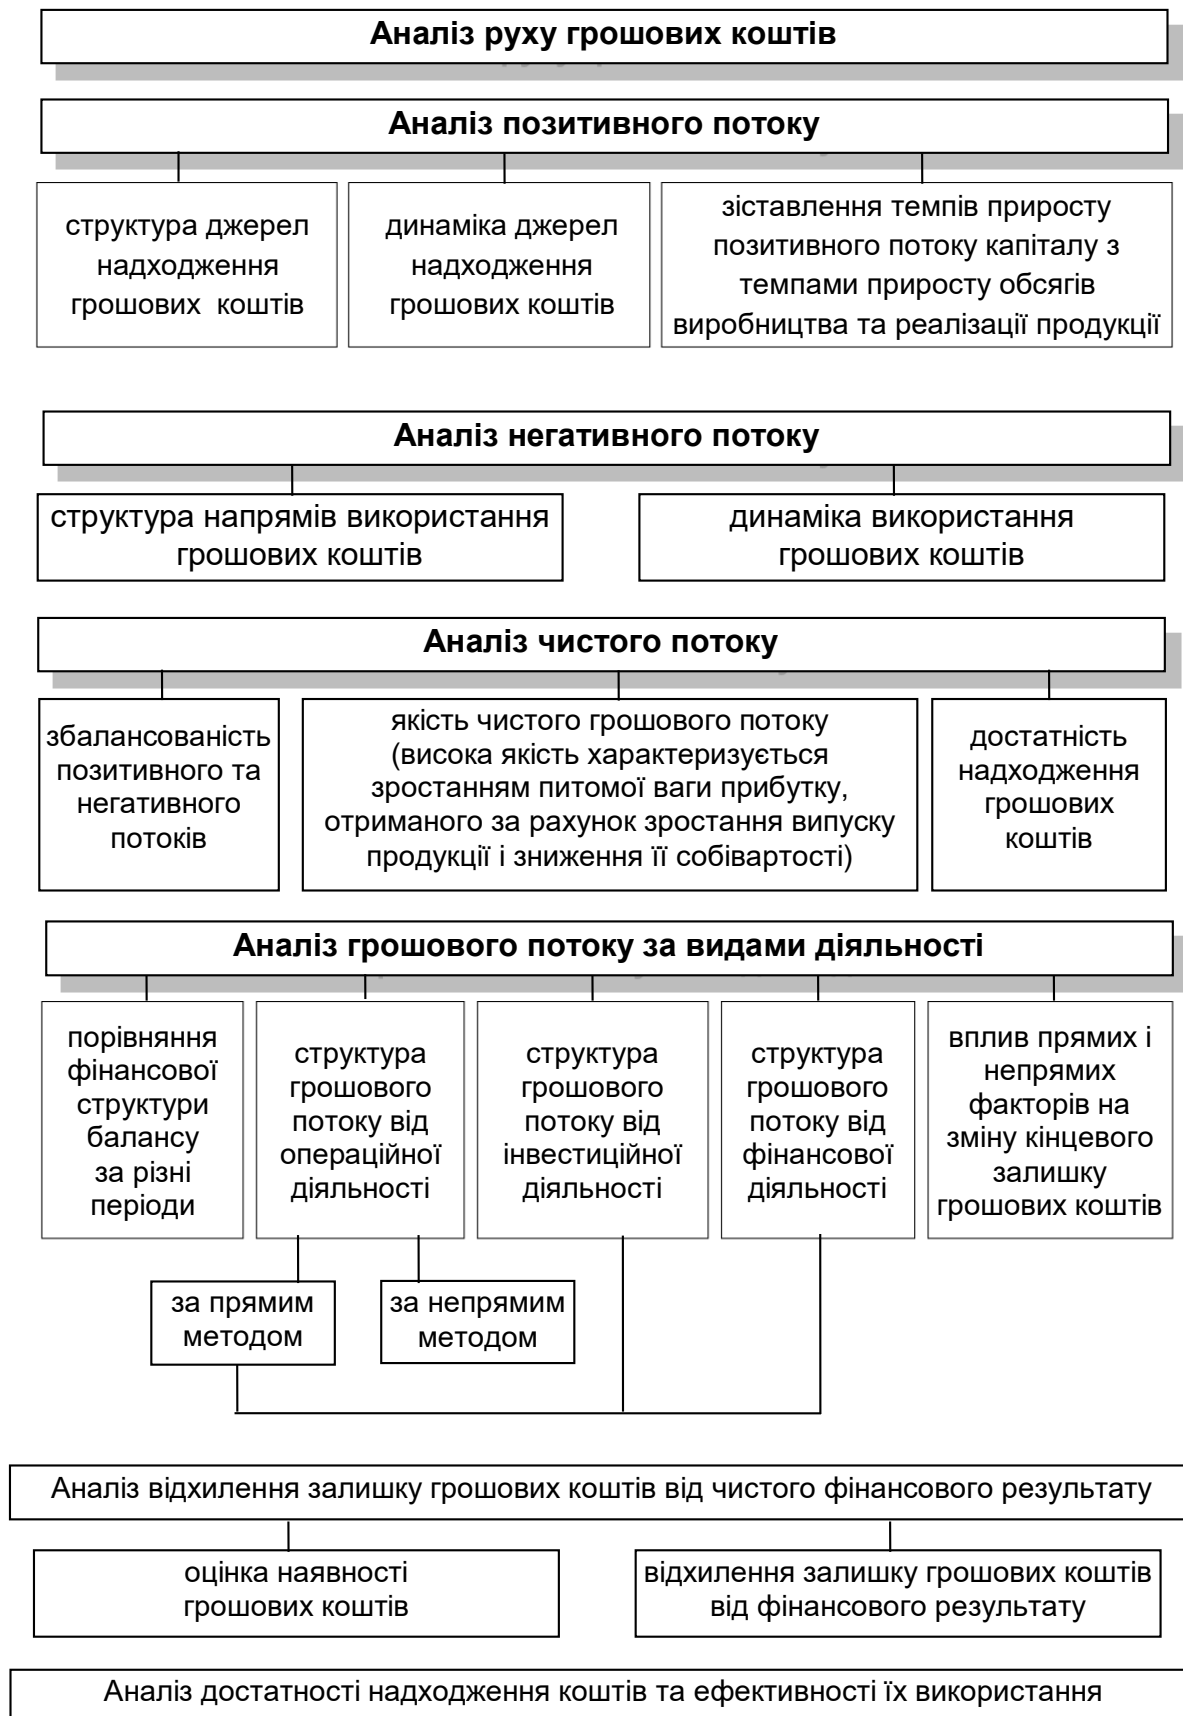 Аналіз руху грошових коштів
Аналіз позитивного потоку
структура джерел
надходження
грошових коштів
динаміка джерел
надходження
грошових коштів
зіставлення темпів приросту
позитивного потоку капіталу з
темпами приросту обсягів
виробництва та реалізації продукції
Аналіз негативного потоку
структура напрямів використання
грошових коштів
динаміка використання
грошових коштів
Аналіз чистого потоку
збалансованість
позитивного та
негативного
потоків
якість чистого грошового потоку
(висока якість характеризується
зростанням питомої ваги прибутку,
отриманого за рахунок зростання випуску
продукції і зниження її собівартості)
достатність
надходження
грошових
коштів
Аналіз грошового потоку за видами діяльності
порівняння
фінансової
структури
балансу
за різні
періоди
структура
грошового
потоку від
операційної
діяльності
структура
грошового
потоку від
інвестиційної
діяльності
структура
грошового
потоку від
фінансової
діяльності
вплив прямих і
непрямих
факторів на
зміну кінцевого
залишку
грошових коштів
за прямим
методом
за непрямим
методом
Аналіз відхилення залишку грошових коштів від чистого фінансового результату
оцінка наявності
грошових коштів
відхилення залишку грошових коштів
від фінансового результату
Аналіз достатності надходження коштів та ефективності їх використання